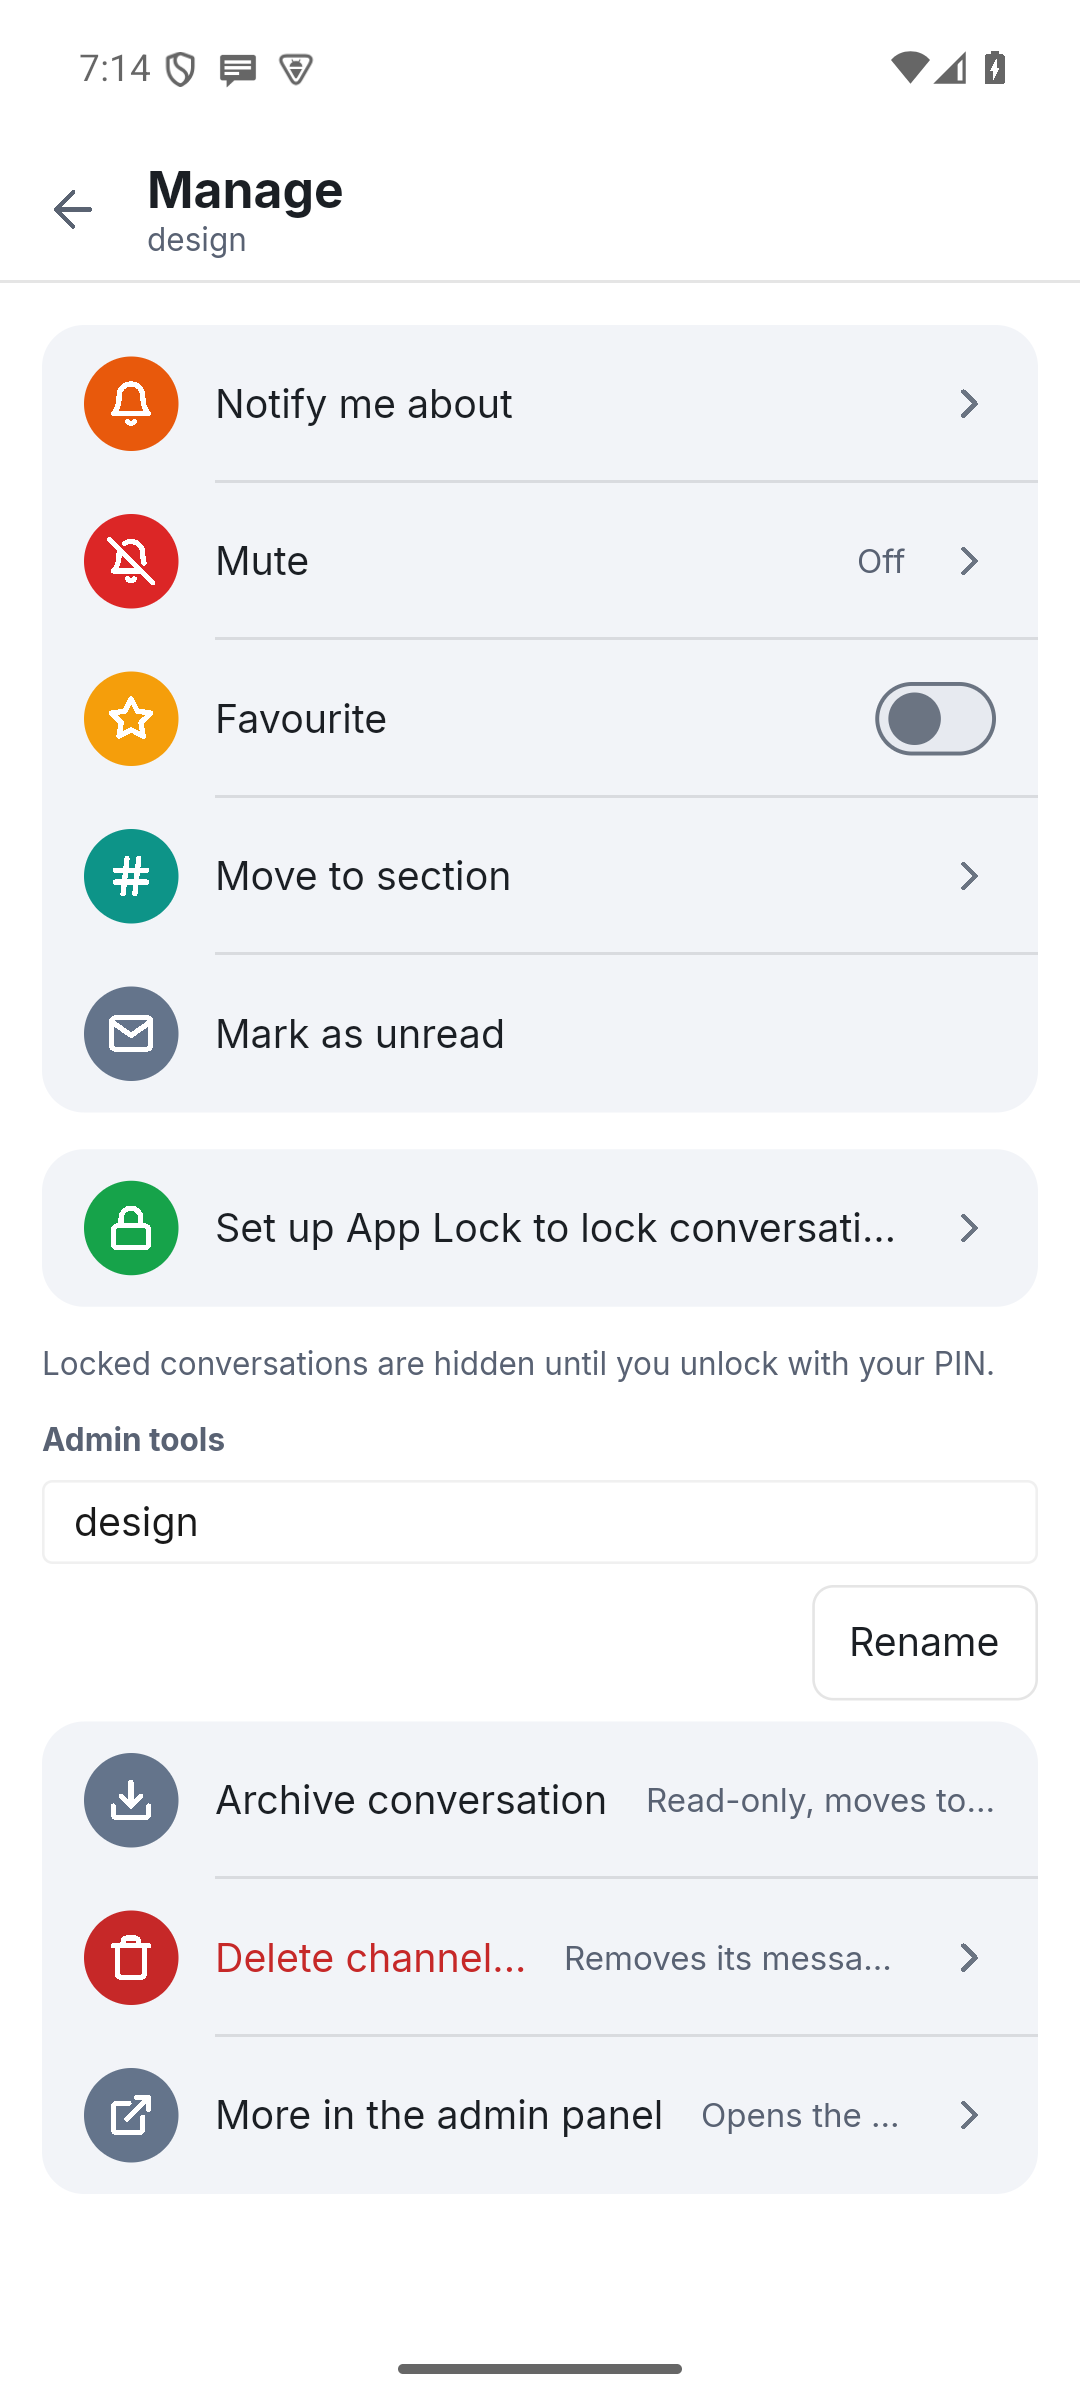 7:14
Manage
design
Notify me about
Mute Off
Favourite
Move to section
Mark as unread
Set up App Lock to lock conversati...
Locked conversations are hidden until you unlock with your PIN.
Admin tools
design
Rename
Archive conversation Read-only, moves to...
Delete channel... Removes its messa...
More in the admin panel Opens the ...